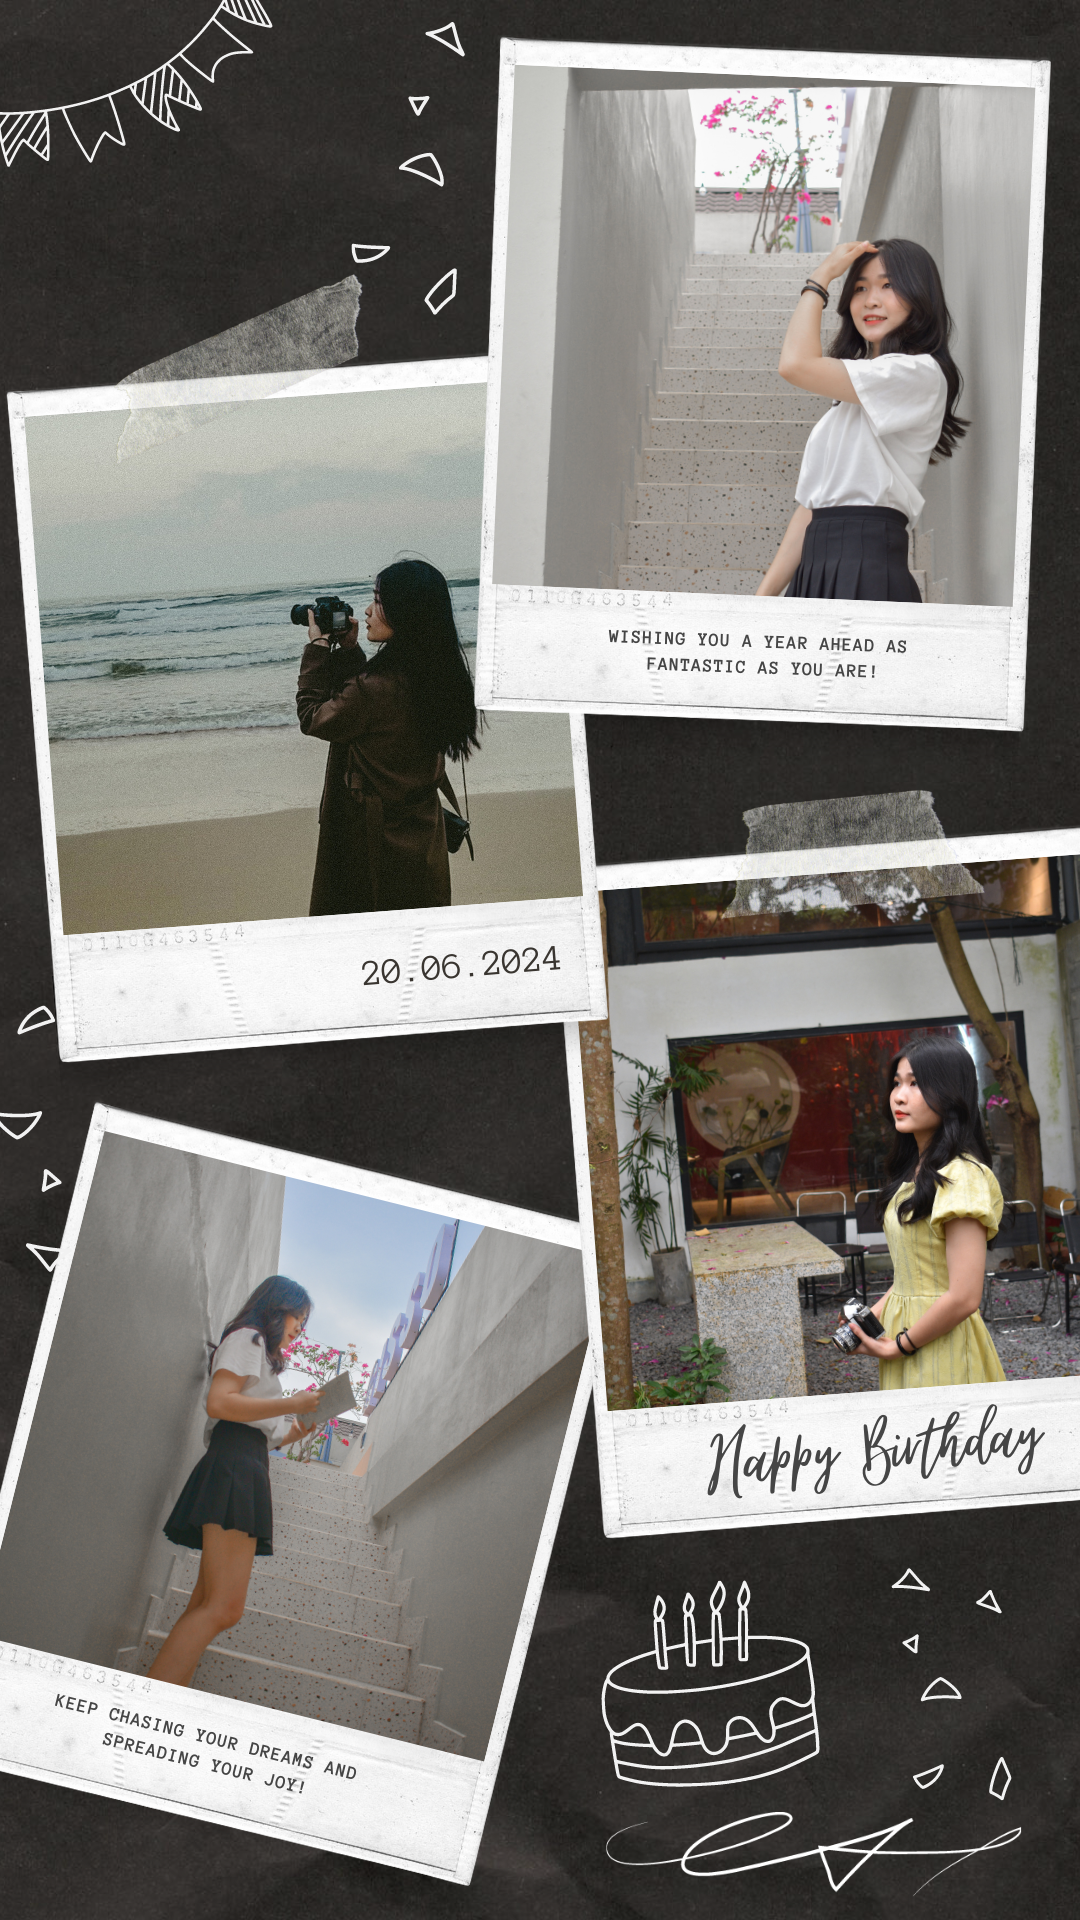 0110G463544
WISHING YOU A YEAR AHEAD AS
FANTASTIC AS YOU ARE!
0110G463544
20.06.2024
0110G463544
Happy Birthday
0110G463544
KEEP CHASING YOUR DREAMS AND
SPREADING YOUR JOY!